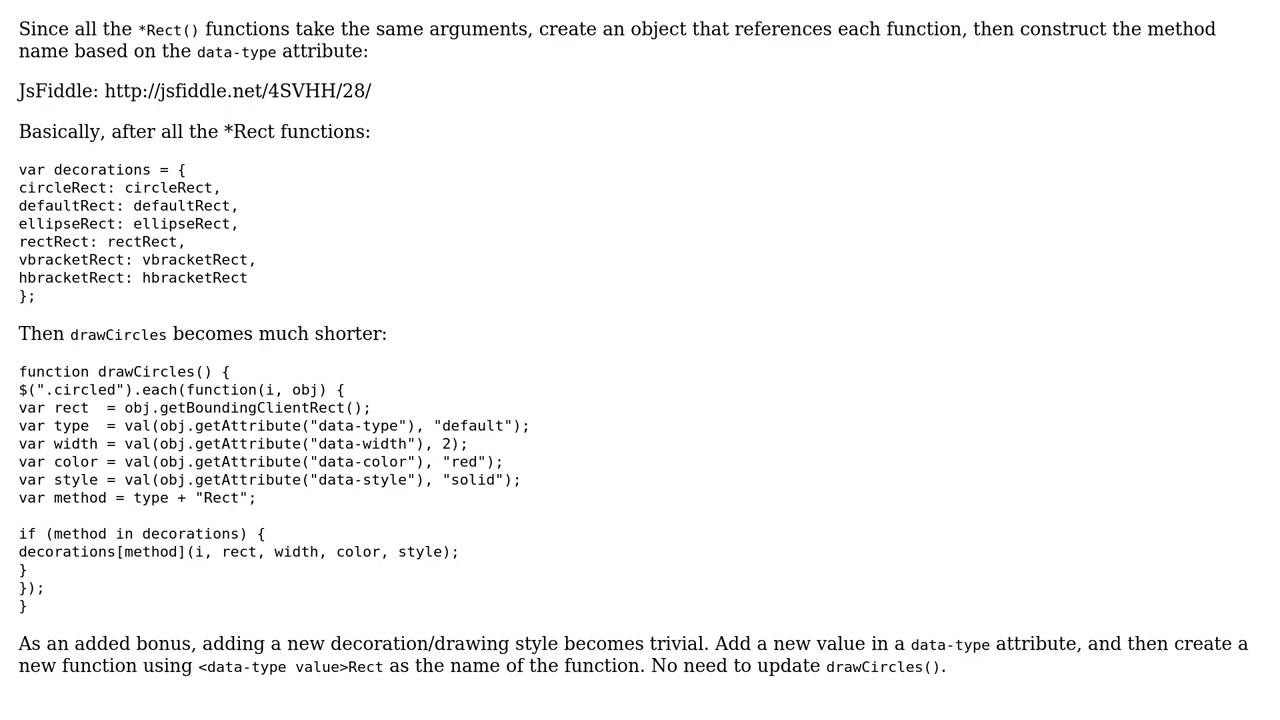 Since all the *Rect() functions take the same arguments, create an object that references each function, then construct the method
name based on the data-type attribute:
JsFiddle: http://jsfiddle.net/4SVHH/28/
Basically, after all the *Rect functions:
var decorations = {
circleRect: circleRect,
defaultRect: defaultRect,
ellipseRect: ellipseRect,
rectRect: rectRect,
vbracketRect: vbracketRect,
hbracketRect: hbracketRect
};
Then drawCircles becomes much shorter:
function drawCircles() {
$(".circled").each(function(i, obj) {
var rect  = obj.getBoundingClientRect();
var type  = val(obj.getAttribute("data-type"), "default");
var width = val(obj.getAttribute("data-width"), 2);
var color = val(obj.getAttribute("data-color"), "red");
var style = val(obj.getAttribute("data-style"), "solid");
var method = type + "Rect";
if (method in decorations) {
decorations[method](i, rect, width, color, style);
}
});
}
As an added bonus, adding a new decoration/drawing style becomes trivial. Add a new value in a data-type attribute, and then create a
new function using <data-type value>Rect as the name of the function. No need to update drawCircles().